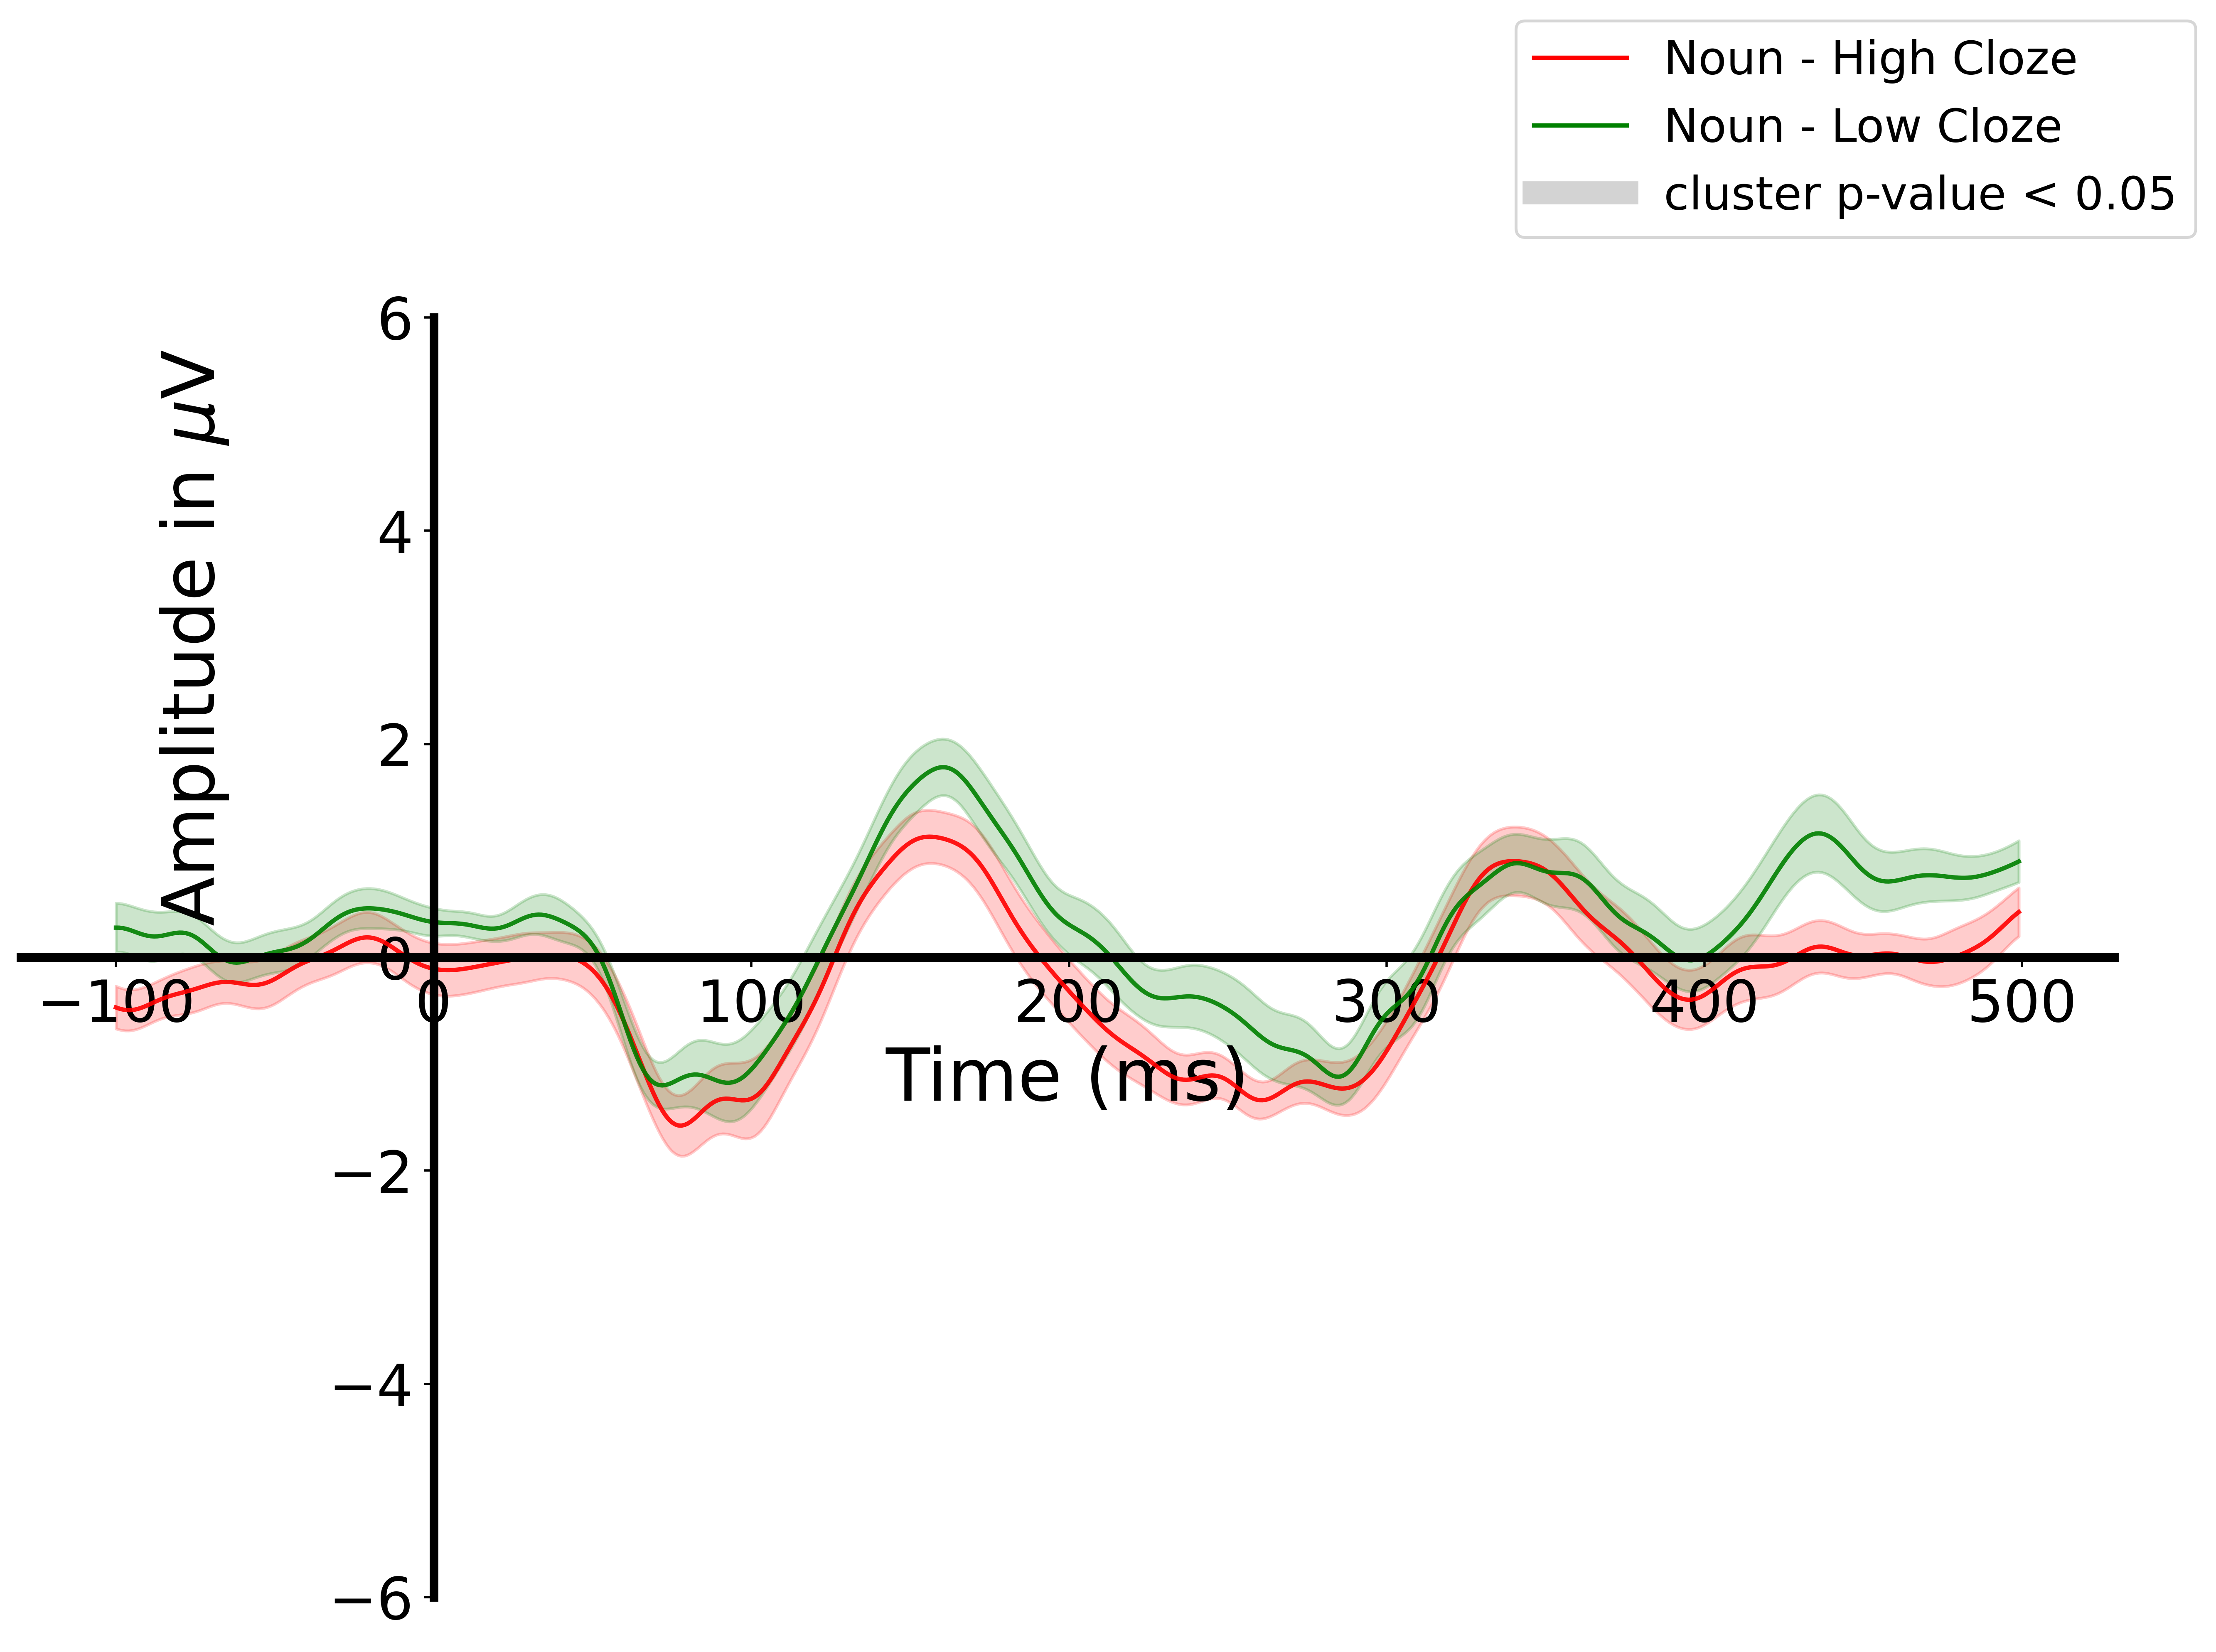 Noun - High Cloze
Noun - Low Cloze
cluster p-value < 0.05
6
4
2
0
−2
−4
−6
Amplitude in μV
−100 0 100 200 300 400 500
Time (ms)